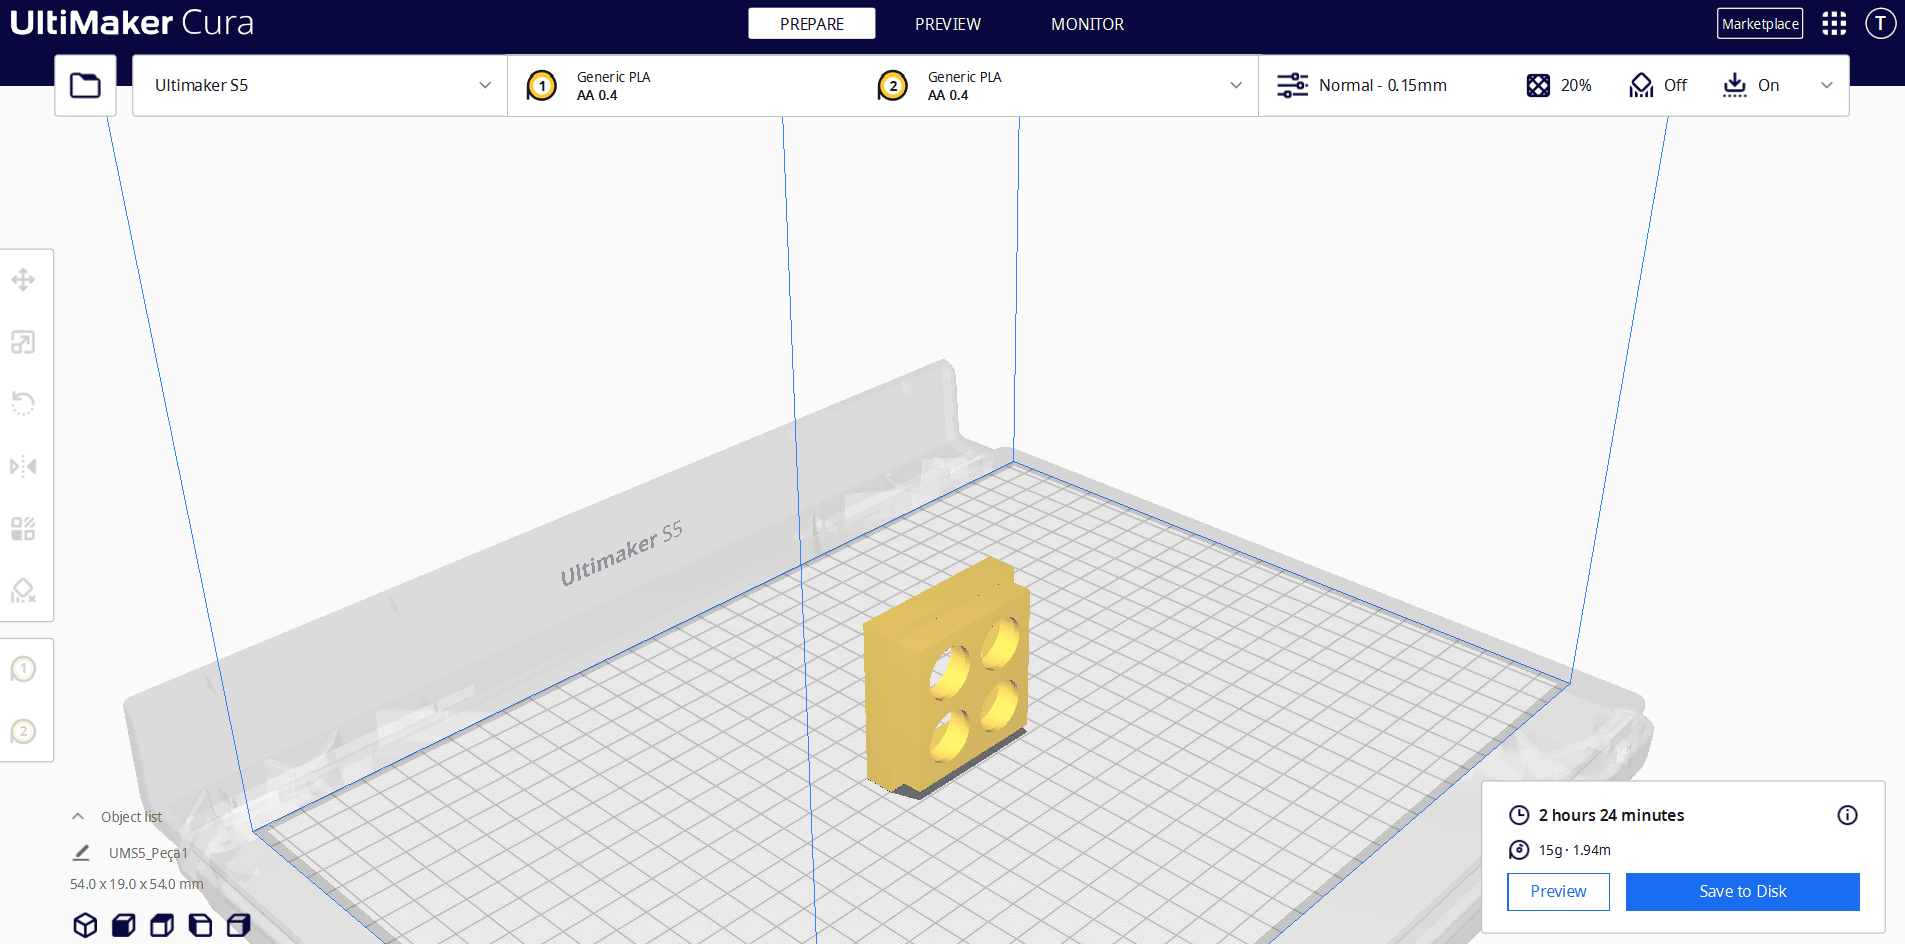 UltiMaker Cura
PREPARE
PREVIEW
MONITOR
Marketplace
T
Ultimaker S5
1
Generic PLA
AA 0.4
2
Generic PLA
AA 0.4
Normal - 0.15mm
20%
Off
On
Ultimaker S5
1
2
Object list
UMS5_Peça1
54.0 x 19.0 x 54.0 mm
2 hours 24 minutes
15g · 1.94m
Preview
Save to Disk